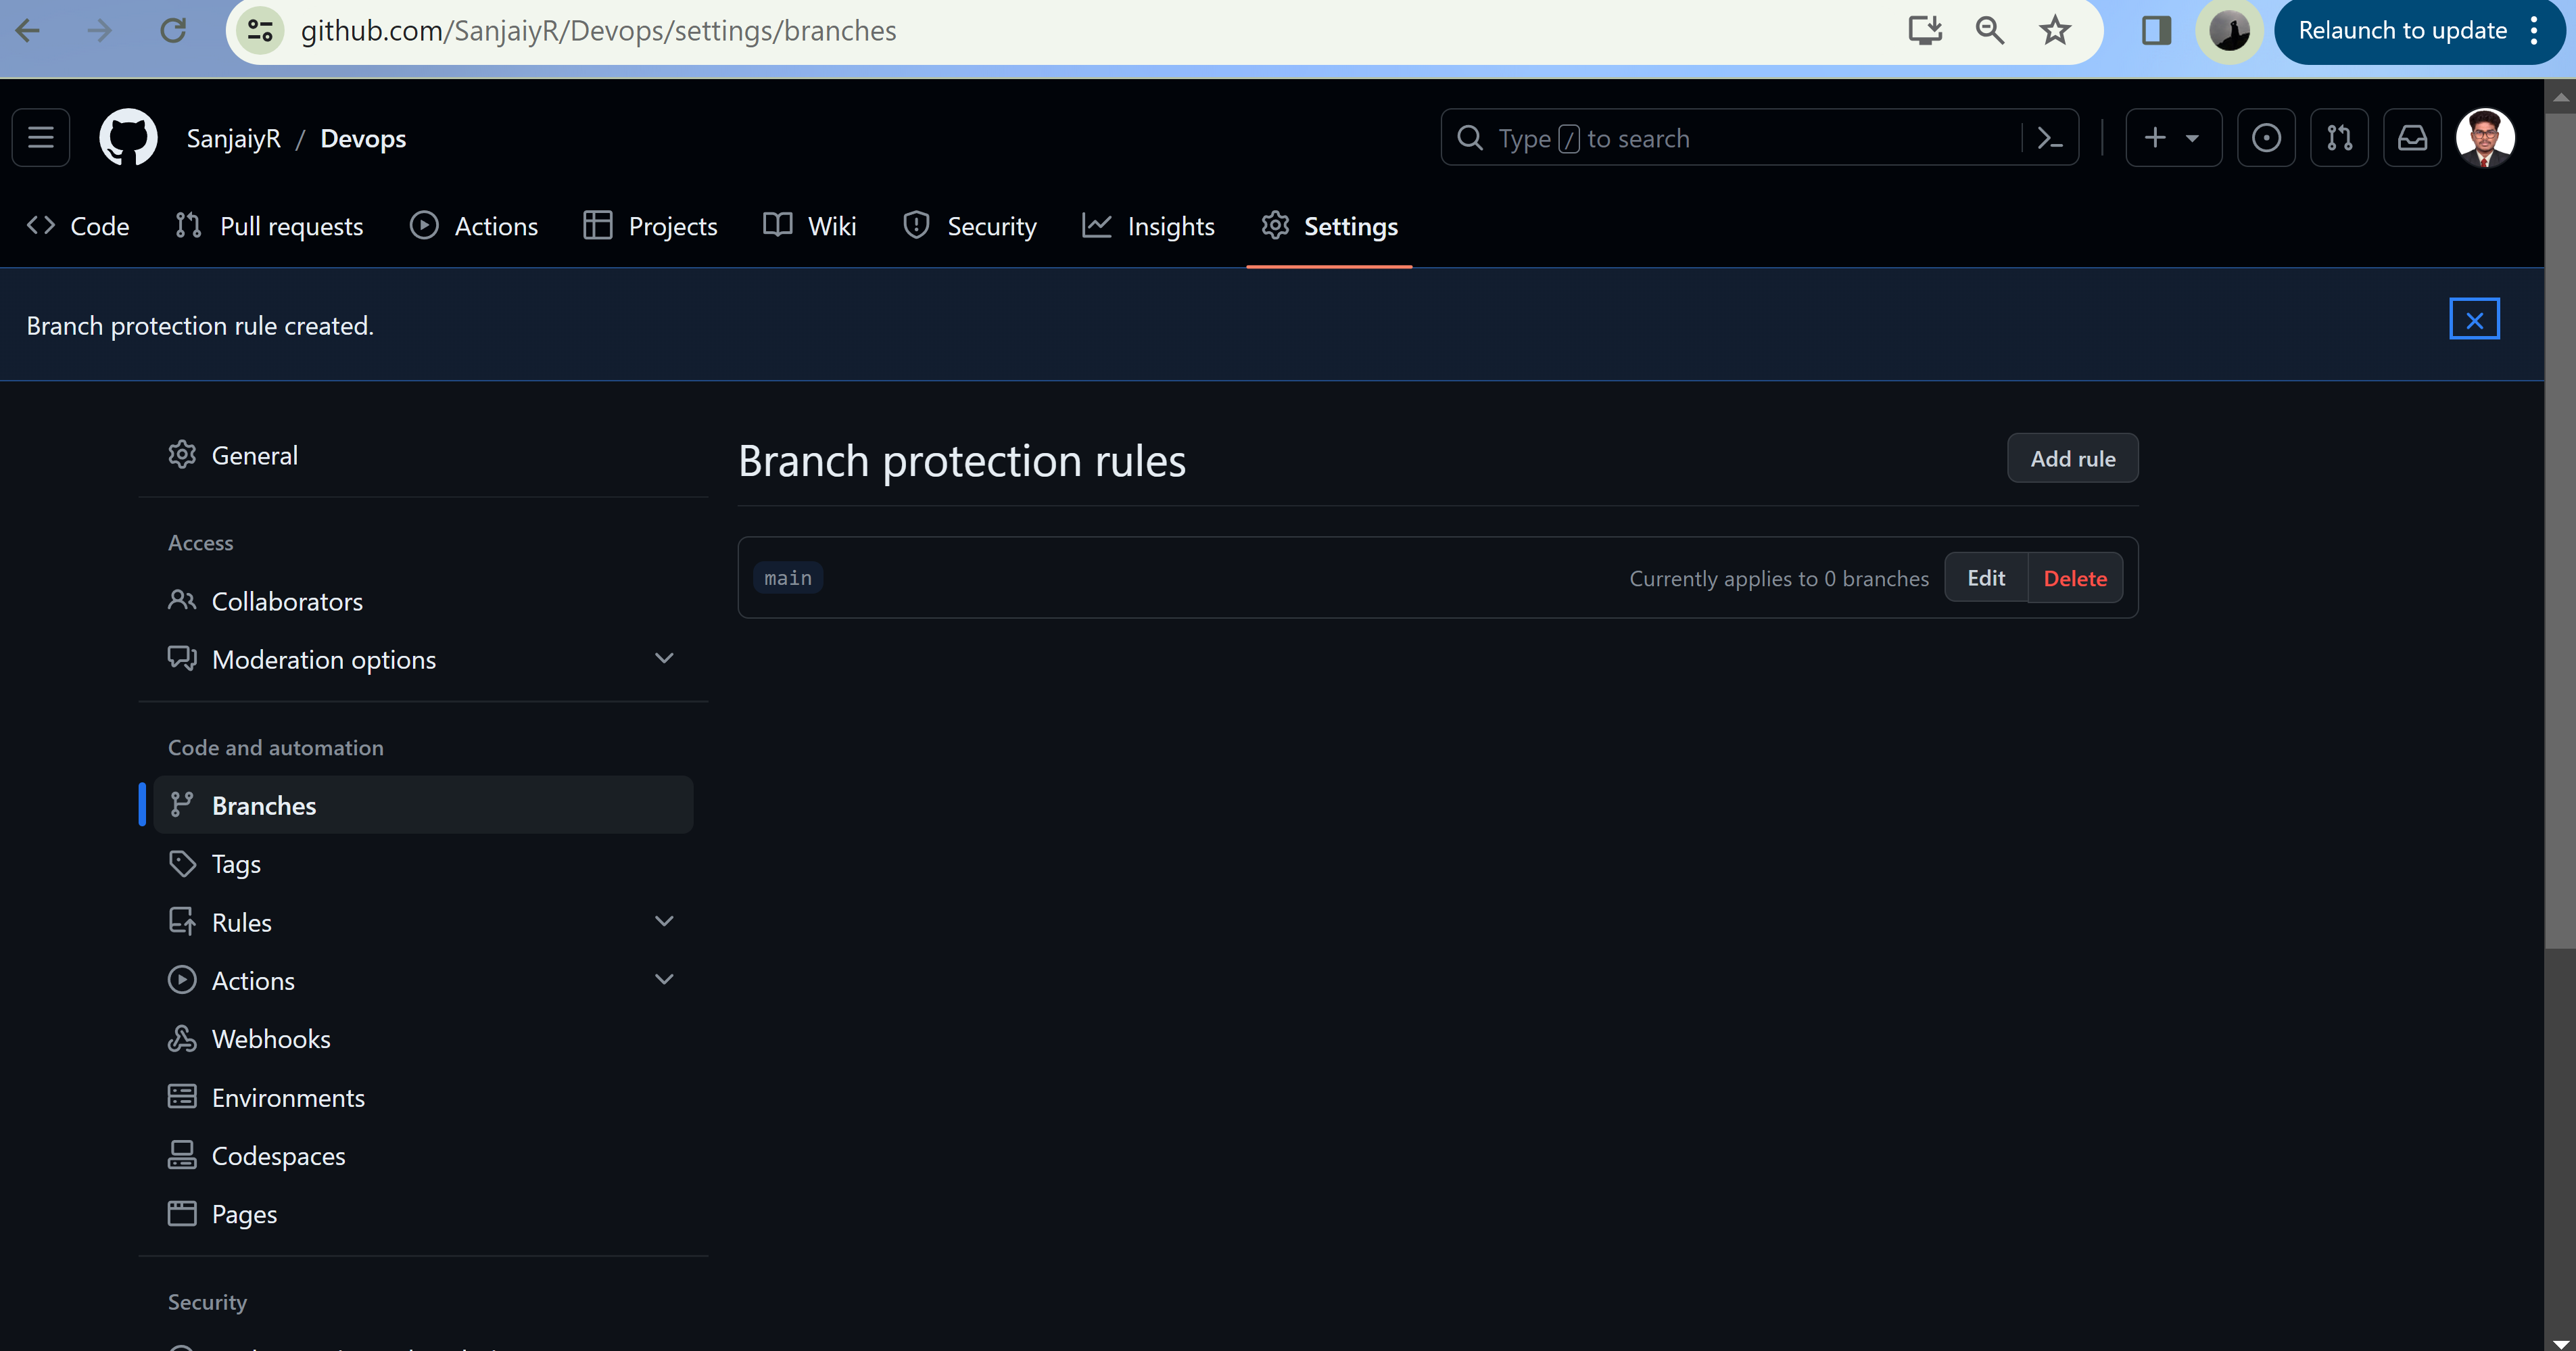 github.com/SanjaiyR/Devops/settings/branches
Relaunch to update
SanjaiyR / Devops
Type / to search
Code Pull requests Actions Projects Wiki Security Insights Settings
Branch protection rule created.
General
Access
Collaborators
Moderation options
Code and automation
Branches
Tags
Rules
Actions
Webhooks
Environments
Codespaces
Pages
Security
Branch protection rules
Add rule
main
Currently applies to 0 branches
Edit
Delete